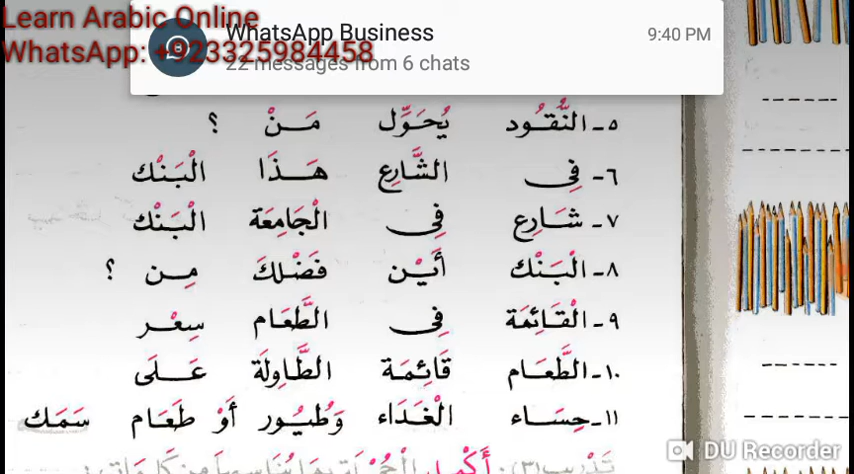 Learn Arabic Online
WhatsApp: +923325984458
WhatsApp Business
9:40 PM
22 messages from 6 chats
٥- النُّقُود يُحَوِّل مَنْ ؟
٦- فِي الشَّارِع هَذَا الْبَنْك
٧- شَارِع فِي الْجَامِعَة الْبَنْك
٨- الْبَنْك أَيْن فَضْلِكَ مِن ؟
٩- الْقَائِمَة فِي الطَّعَام سِعْر
١٠- الطَّعَام قَائِمَة الطَّاوِلَة عَلَى
١١- حِسَاء الْغَدَاء وَطُيُور أَوْ طَعَام سَمَك
تَدْرِيب (٣) : أَكْمِل
DU Recorder